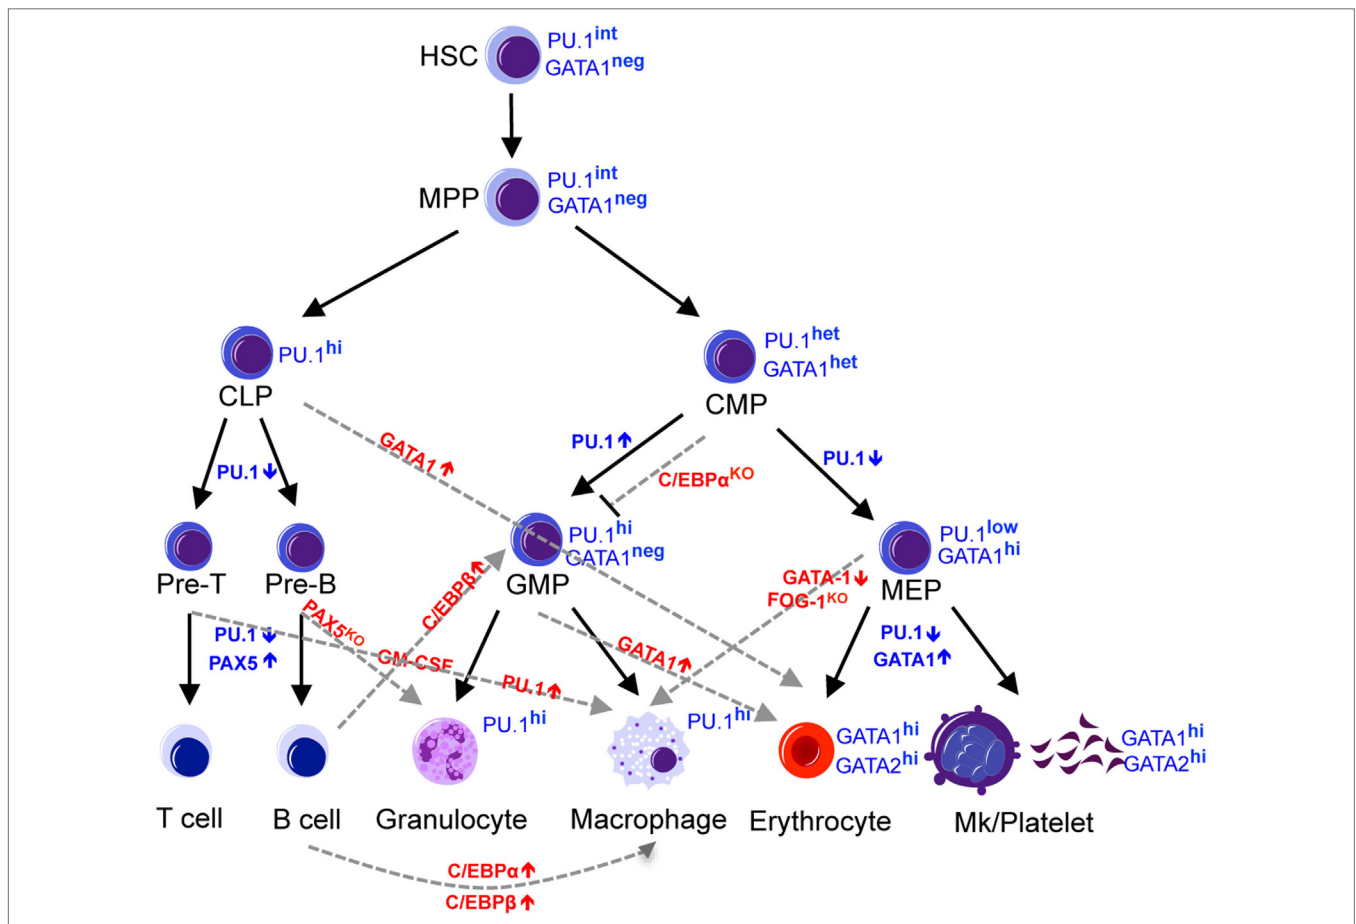 HSC
PU.1int
GATA1neg
MPP
PU.1int
GATA1neg
PU.1hi
CLP
PU.1het
GATA1het
CMP
PU.1↓
GATA1↑
PU.1↑
C/EBPαKO
PU.1↓
Pre-T
Pre-B
PU.1hi
GATA1neg
GMP
PU.1low
GATA1hi
MEP
GATA-1↓
FOG-1KO
PU.1↓
PAX5↑
PAX5KO
C/EBPβ↑
GM-CSF
PU.1↑
GATA1↑
PU.1↓
GATA1↑
PU.1hi
PU.1hi
GATA1hi
GATA2hi
GATA1hi
GATA2hi
T cell
B cell
Granulocyte
Macrophage
Erythrocyte
Mk/Platelet
C/EBPα↑
C/EBPβ↑